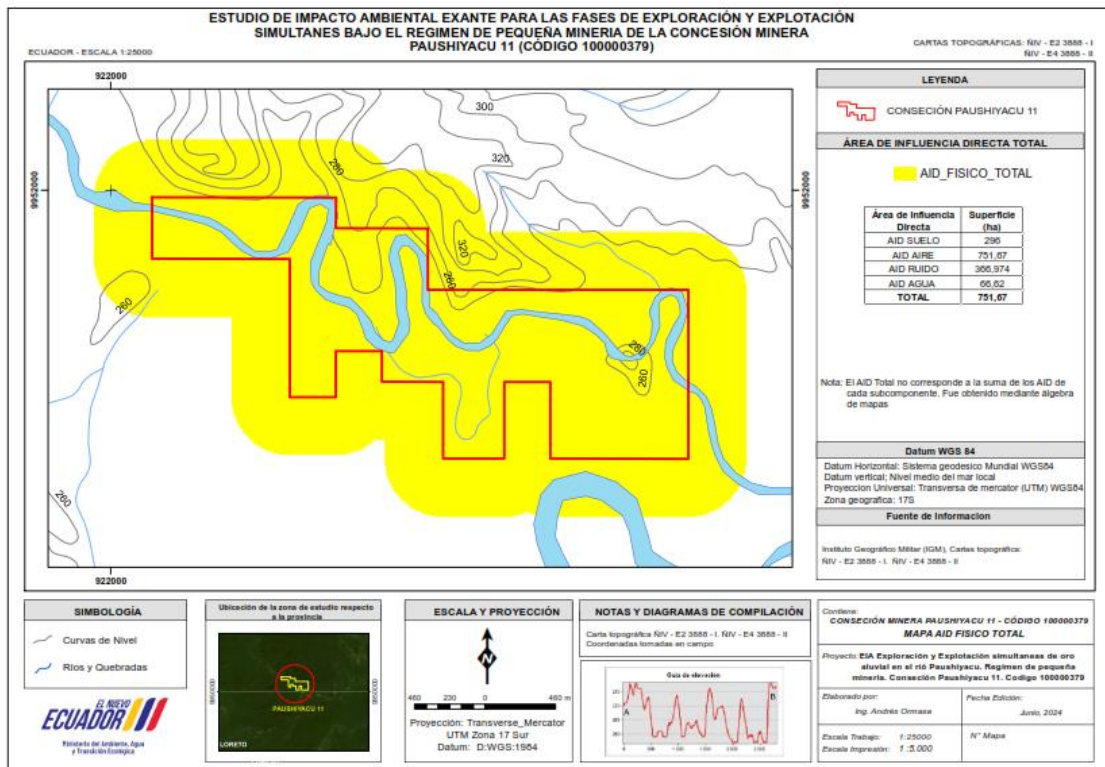 ESTUDIO DE IMPACTO AMBIENTAL EXANTE PARA LAS FASES DE EXPLORACIÓN Y EXPLOTACIÓN
SIMULTANES BAJO EL REGIMEN DE PEQUEÑA MINERIA DE LA CONCESIÓN MINERA
PAUSHIYACU 11 (CÓDIGO 100000379)
ECUADOR - ESCALA 1:25000
CARTAS TOPOGRÁFICAS: ÑIV - E2 3888 - I
ÑIV - E4 3888 - II
922000
9952000
9952000
300
320
280
320
260
280
260
260
922000
LEYENDA
CONSECIÓN PAUSHIYACU 11
ÁREA DE INFLUENCIA DIRECTA TOTAL
AID_FISICO_TOTAL
Área de Influencia Directa Superficie (ha)
AID SUELO 296
AID AIRE 751,67
AID RUIDO 366,974
AID AGUA 66,62
TOTAL 751,67
Nota: El AID Total no corresponde a la suma de los AID de
cada subcomponente. Fue obtenido mediante álgebra
de mapas
Datum WGS 84
Datum Horizontal: Sistema geodesico Mundial WGS84
Datum vertical; Nivel medio del mar local
Proyeccion Universal: Transversa de mercator (UTM) WGS84
Zona geografica: 17S
Fuente de Informacion
Instituto Geográfico Militar (IGM), Cartas topográfica:
ÑIV - E2 3888 - I. ÑIV - E4 3888 - II
SIMBOLOGÍA
Curvas de Nivel
RIos y Quebradas
EL NUEVO
ECUADOR
Ministerio del Ambiente, Agua
y Transición Ecológica
Ubicación de la zona de estudio respecto
a la provincia
PAUSHIYACU 11
LORETO
ESCALA Y PROYECCIÓN
N
460 230 0 460 m
Proyección: Transverse_Mercator
UTM Zona 17 Sur
Datum: D:WGS:1984
NOTAS Y DIAGRAMAS DE COMPILACIÓN
Carta topográfica ÑIV - E2 3888 - I. ÑIV - E4 3888 - II
Coordenadas tomadas en campo
A
B
Contiene:
CONSECIÓN MINERA PAUSHIYACU 11 - CÓDIGO 100000379
MAPA AID FISICO TOTAL
Proyecto: EIA Exploración y Explotación simultaneas de oro
aluvial en el rió Paushiyacu. Regimen de pequeña
minería. Conseción Paushiyacu 11. Codigo 100000379
Elaborado por:
Ing. Andrés Ormasa
Fecha Edición:
Junio, 2024
Escala Trabajo: 1:25000
Escala Impresión: 1 :5.000
N° Mapa